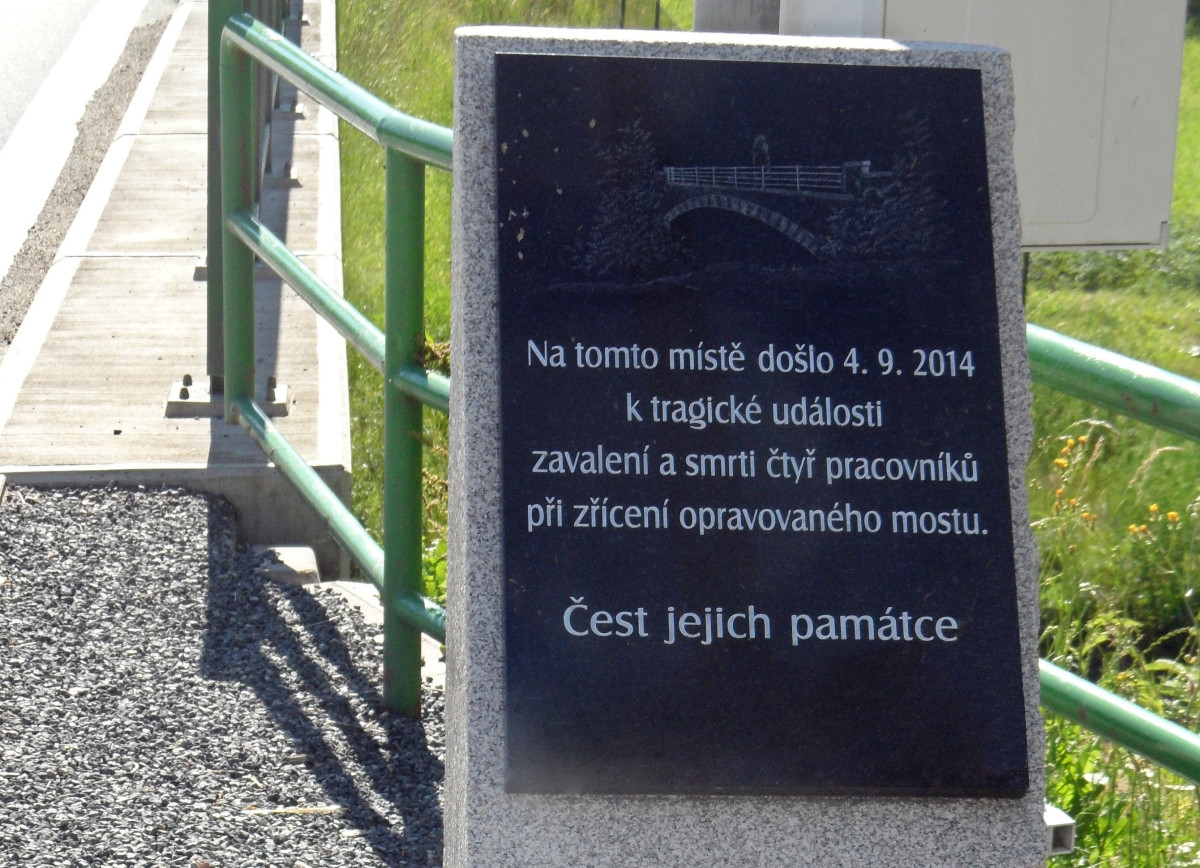 Na tomto místě došlo 4. 9. 2014
k tragické události
zavalení a smrti čtyř pracovníků
při zřícení opravovaného mostu.
Čest jejich památce